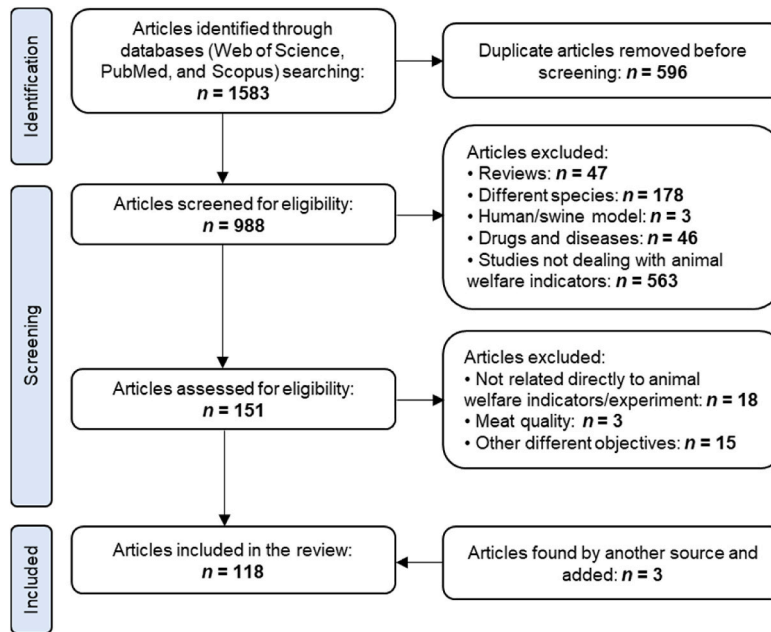 Identification
Articles identified through
databases (Web of Science,
PubMed, and Scopus) searching:
n = 1583
Duplicate articles removed before
screening: n = 596
Screening
Articles screened for eligibility:
n = 988
Articles excluded:
• Reviews: n = 47
• Different species: n = 178
• Human/swine model: n = 3
• Drugs and diseases: n = 46
• Studies not dealing with animal
welfare indicators: n = 563
Articles assessed for eligibility:
n = 151
Articles excluded:
• Not related directly to animal
welfare indicators/experiment: n = 18
• Meat quality: n = 3
• Other different objectives: n = 15
Included
Articles included in the review:
n = 118
Articles found by another source and
added: n = 3